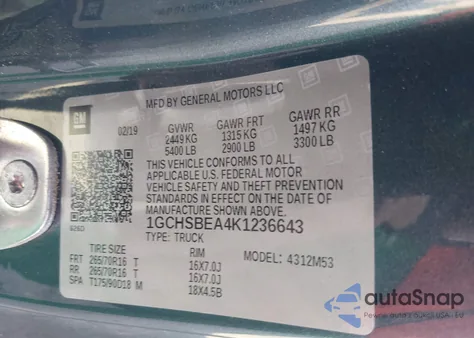 MFD BY GENERAL MOTORS LLC
GM
02/19 GVWR GAWR FRT GAWR RR
2449 KG 1315 KG 1497 KG
5400 LB 2900 LB 3300 LB
THIS VEHICLE CONFORMS TO ALL
APPLICABLE U.S. FEDERAL MOTOR
VEHICLE SAFETY AND THEFT PREVENTION
STANDARDS IN EFFECT ON THE DATE OF
MANUFACTURE SHOWN ABOVE.
1GCHSBEA4K1236643
TYPE: TRUCK
TIRE SIZE RIM MODEL: 4312M53
FRT 265/70R16 T 16X7.0J
RR 265/70R16 T 16X7.0J
SPA T175/90D18 M 18X4.5B
autoSnap